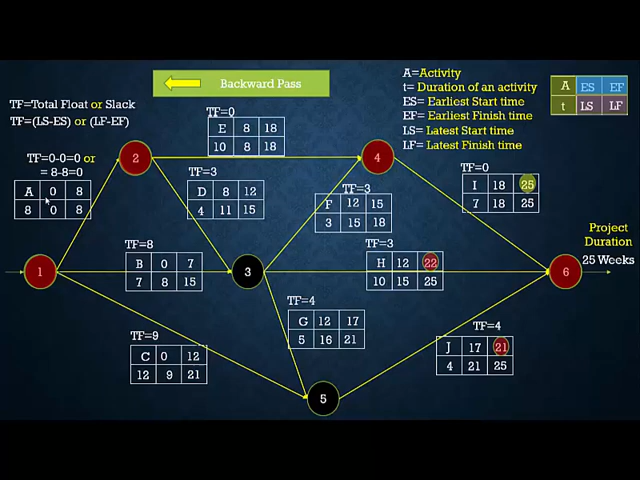 Backward Pass
A=Activity
t= Duration of an activity
ES= Earliest Start time
EF= Earliest Finish time
LS= Latest Start time
LF= Latest Finish time
A ES EF
t LS LF
TF=Total Float or Slack
TF=(LS-ES) or (LF-EF)
TF=0
E 8 18
10 8 18
TF=0-0=0 or
= 8-8=0
A 0 8
8 0 8
2
4
TF=3
D 8 12
4 11 15
TF=3
F 12 15
3 15 18
TF=0
I 18 25
7 18 25
Project
Duration
25 Weeks
1
TF=8
B 0 7
7 8 15
3
TF=3
H 12 22
10 15 25
6
TF=4
G 12 17
5 16 21
TF=9
C 0 12
12 9 21
TF=4
J 17 21
4 21 25
5